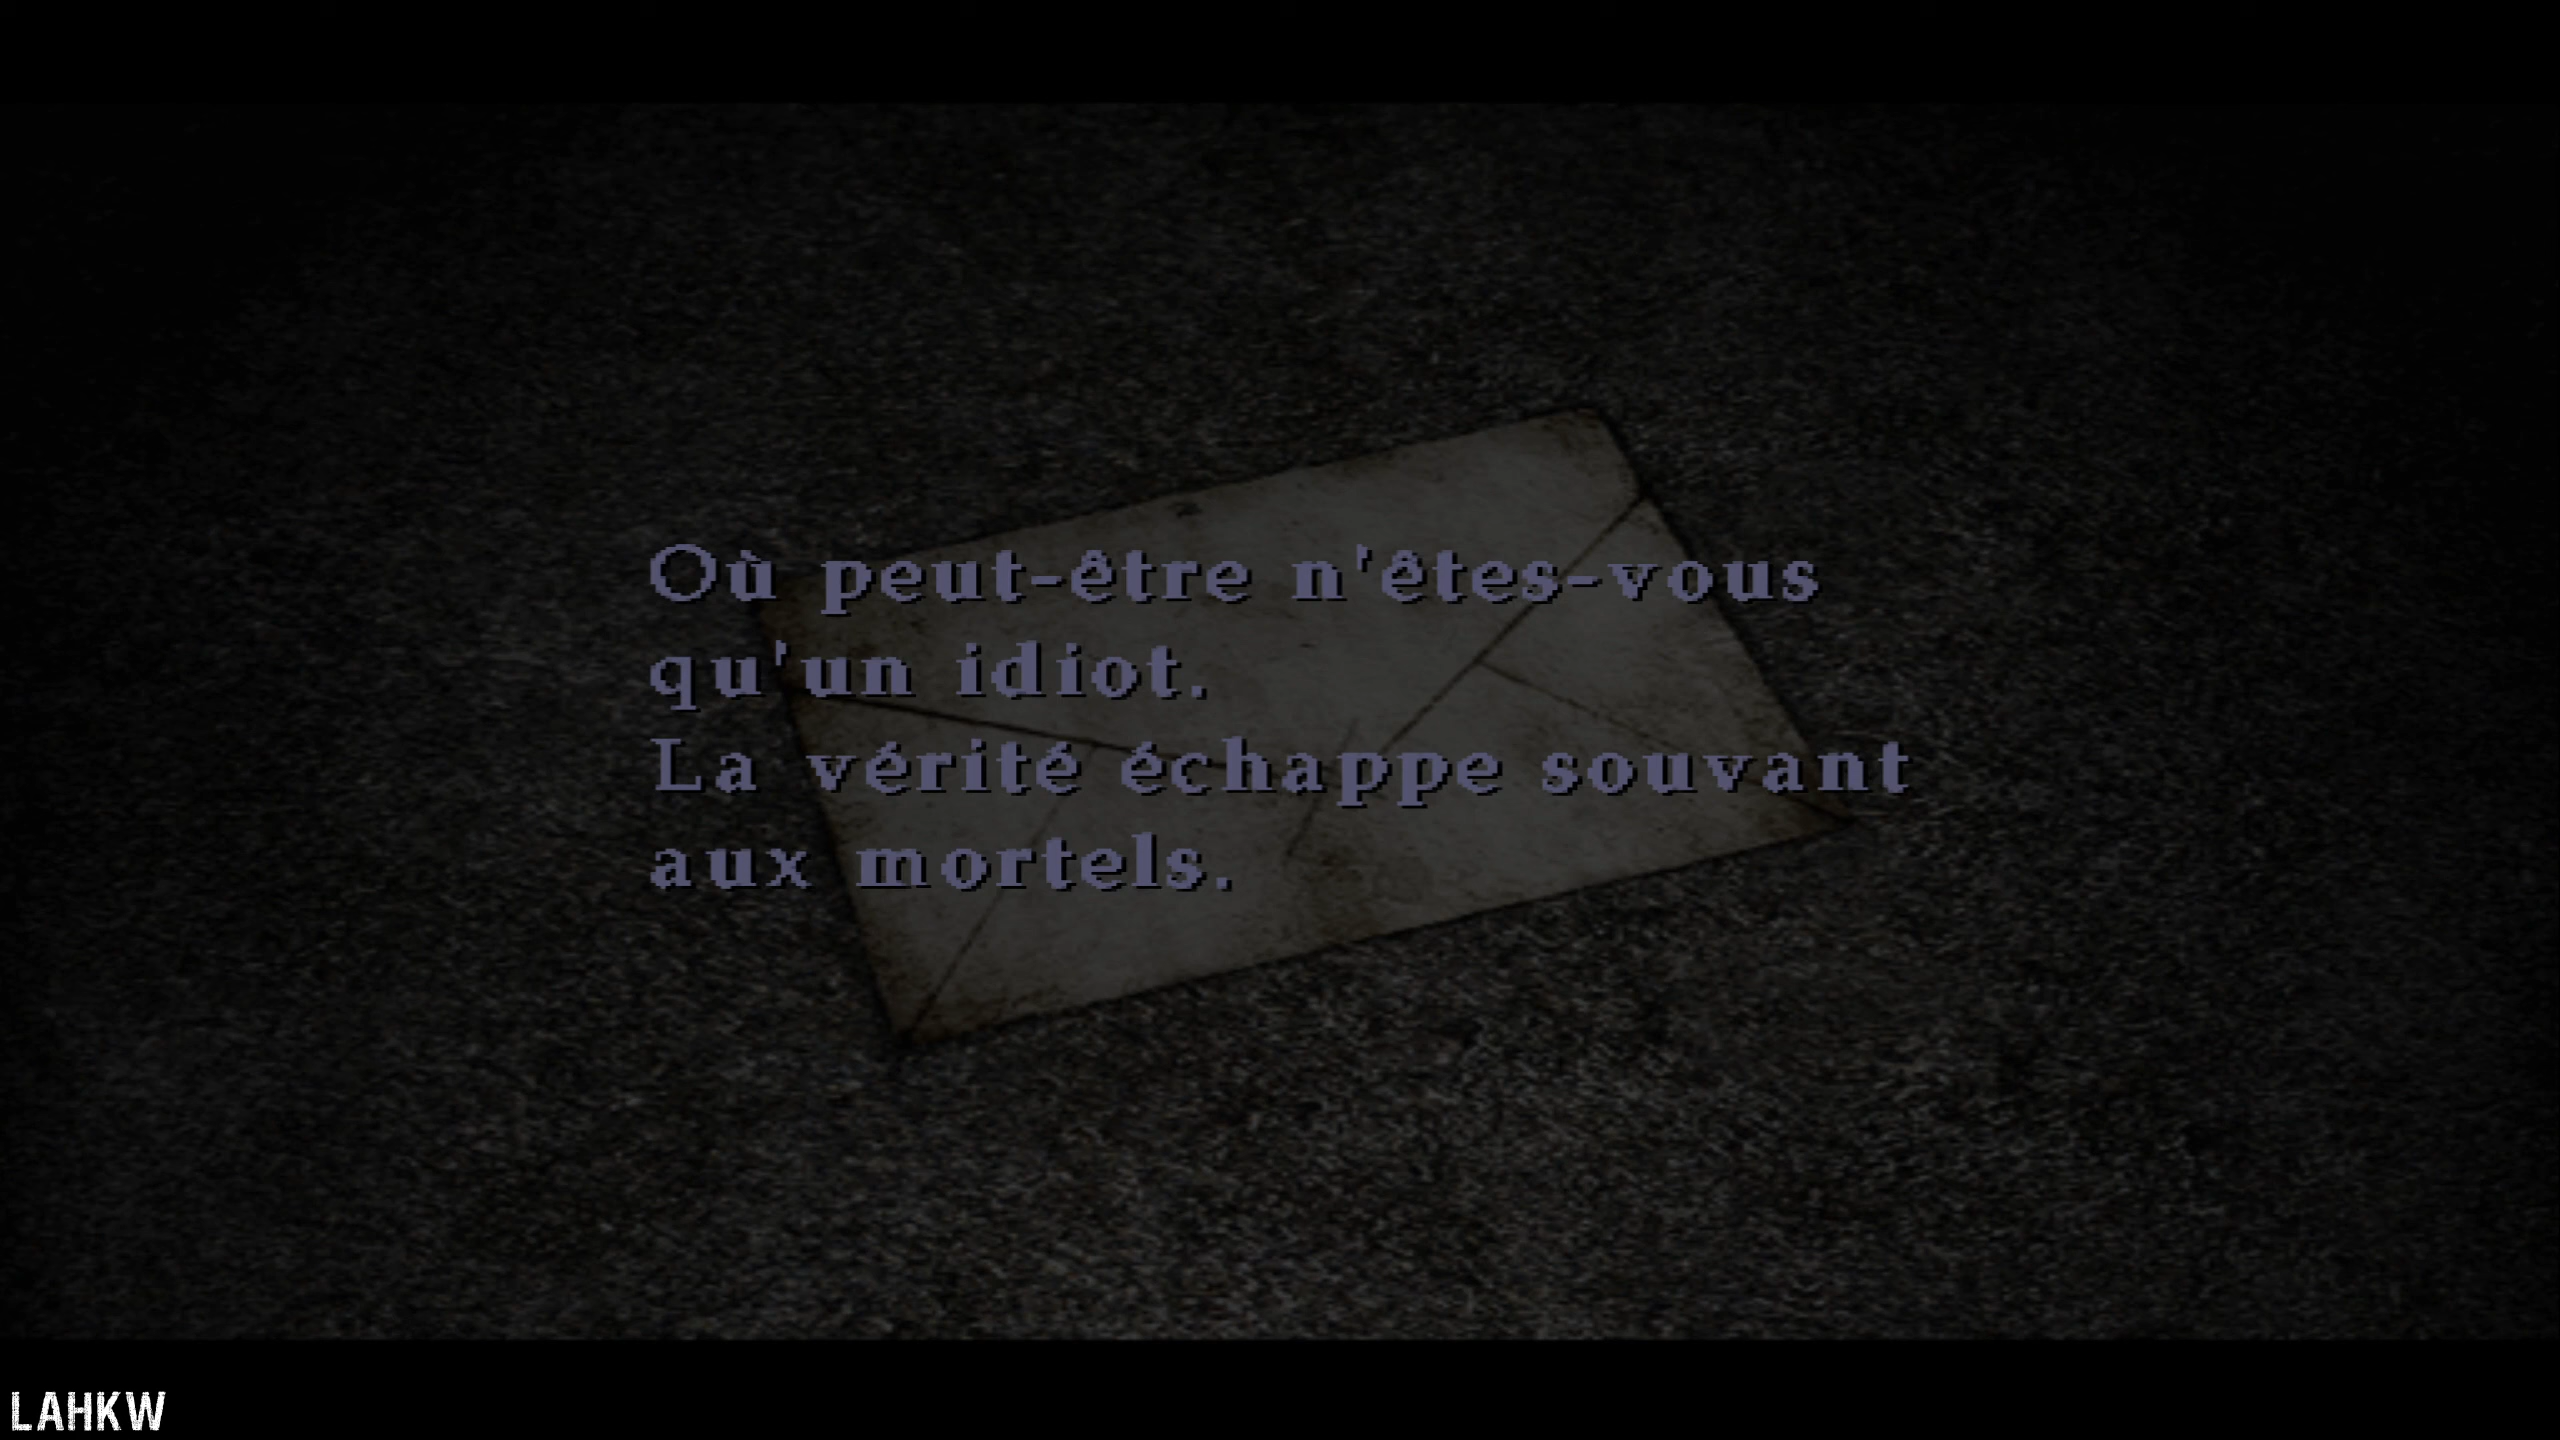 Où peut-être n'êtes-vous
qu'un idiot.
La vérité échappe souvant
aux mortels.
LAHKW